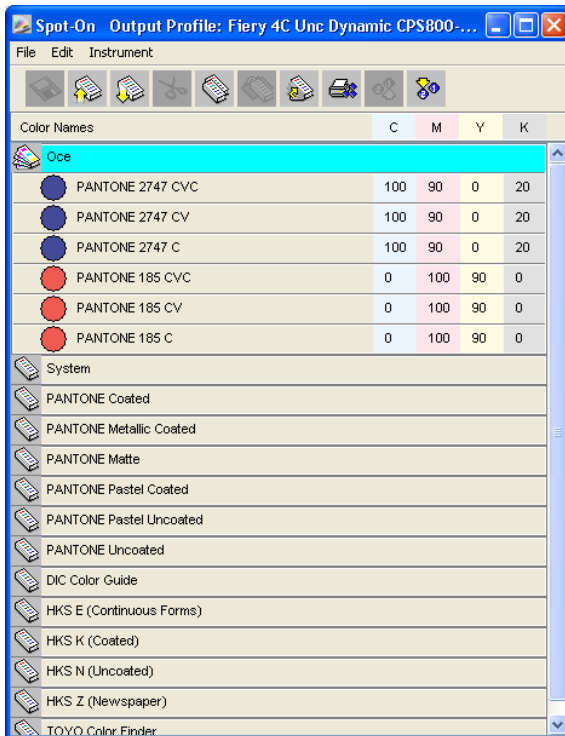 Spot-On Output Profile: Fiery 4C Unc Dynamic CPS800-...
File Edit Instrument
Color Names C M Y K
Oce
PANTONE 2747 CVC 100 90 0 20
PANTONE 2747 CV 100 90 0 20
PANTONE 2747 C 100 90 0 20
PANTONE 185 CVC 0 100 90 0
PANTONE 185 CV 0 100 90 0
PANTONE 185 C 0 100 90 0
System
PANTONE Coated
PANTONE Metallic Coated
PANTONE Matte
PANTONE Pastel Coated
PANTONE Pastel Uncoated
PANTONE Uncoated
DIC Color Guide
HKS E (Continuous Forms)
HKS K (Coated)
HKS N (Uncoated)
HKS Z (Newspaper)
TOYO Color Finder